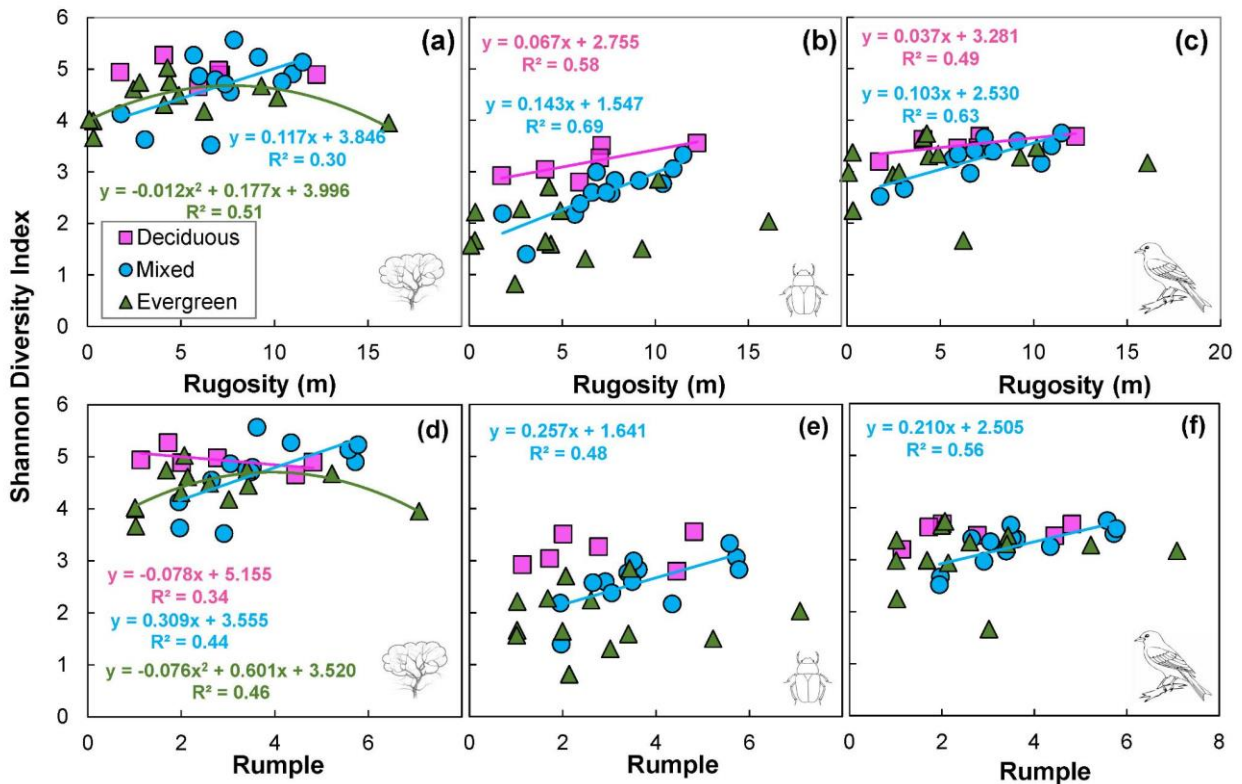 Shannon Diversity Index
6
5
4
3
2
1
0
(a)
y = 0.117x + 3.846
R² = 0.30
y = -0.012x² + 0.177x + 3.996
R² = 0.51
Deciduous
Mixed
Evergreen
0 5 10 15
Rugosity (m)
(b)
y = 0.067x + 2.755
R² = 0.58
y = 0.143x + 1.547
R² = 0.69
0 5 10 15
Rugosity (m)
(c)
y = 0.037x + 3.281
R² = 0.49
y = 0.103x + 2.530
R² = 0.63
0 5 10 15 20
Rugosity (m)
6
5
4
3
2
1
0
(d)
y = -0.078x + 5.155
R² = 0.34
y = 0.309x + 3.555
R² = 0.44
y = -0.076x² + 0.601x + 3.520
R² = 0.46
0 2 4 6
Rumple
(e)
y = 0.257x + 1.641
R² = 0.48
0 2 4 6
Rumple
(f)
y = 0.210x + 2.505
R² = 0.56
0 2 4 6 8
Rumple